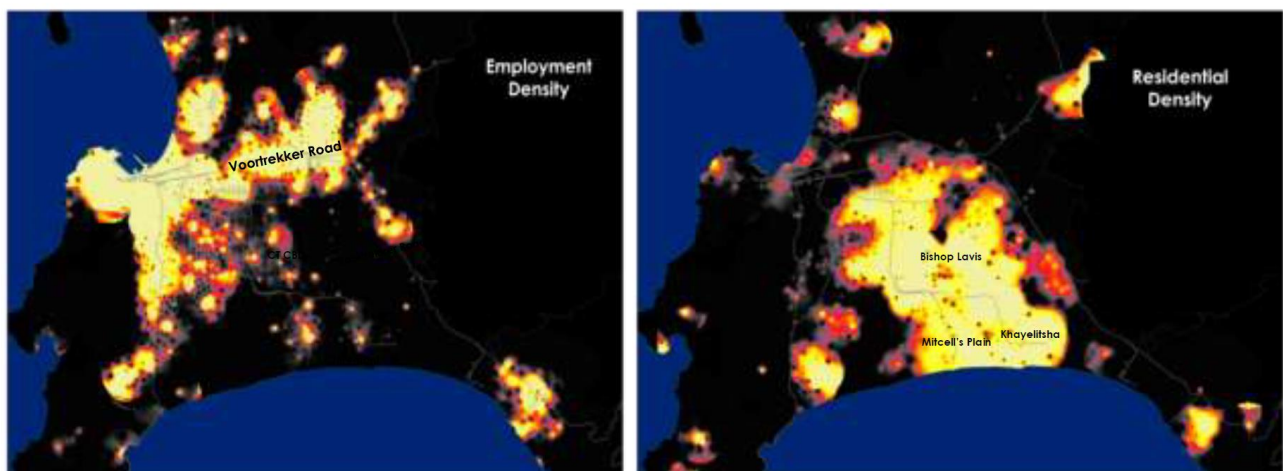 Employment
Density
Voortrekker Road
Residential
Density
Bishop Lavis
Khayelitsha
Mitcell's Plain